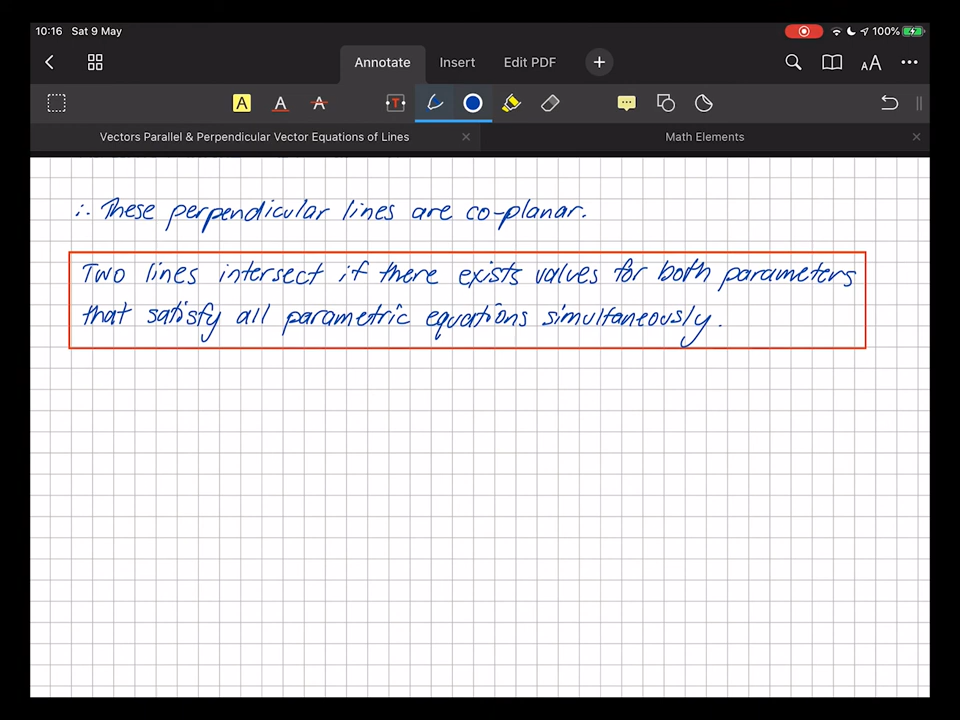 10:16 Sat 9 May 100%
Annotate Insert Edit PDF
A A A T AA
Vectors Parallel & Perpendicular Vector Equations of Lines Math Elements
∴ These perpendicular lines are co-planar.
Two lines intersect if there exists values for both parameters
that satisfy all parametric equations simultaneously.